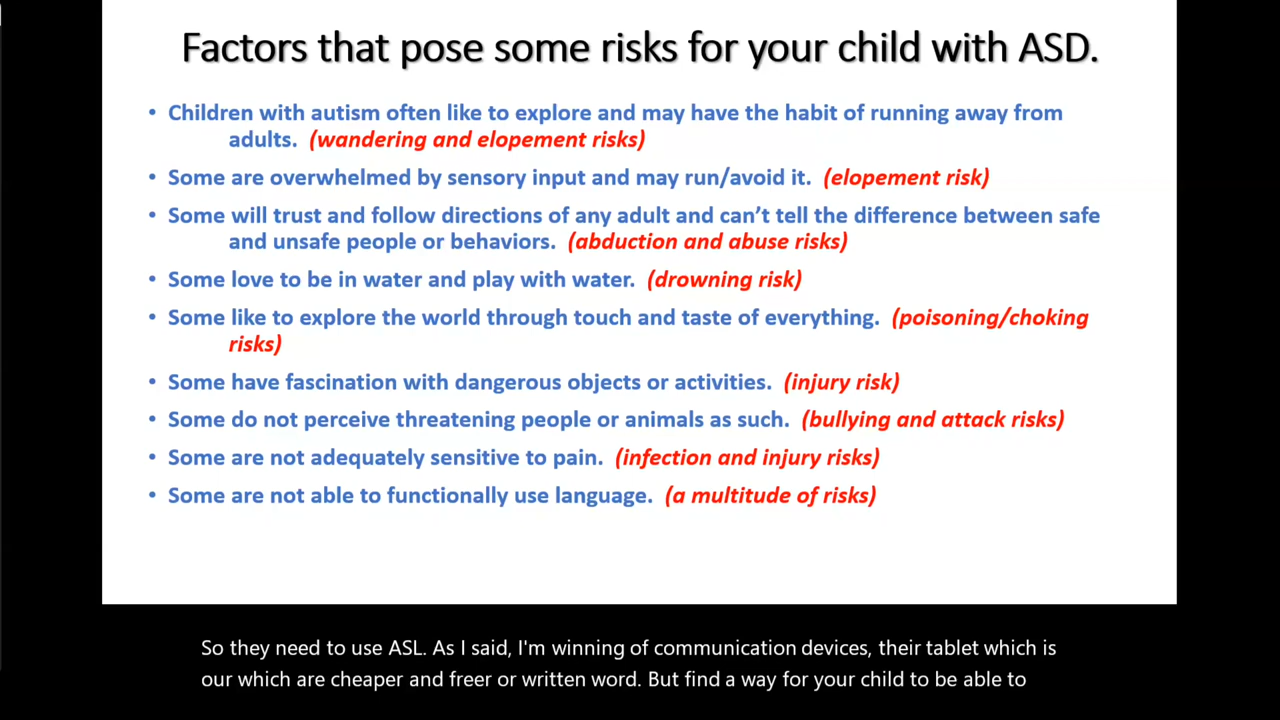 Factors that pose some risks for your child with ASD.
• Children with autism often like to explore and may have the habit of running away from
adults. (wandering and elopement risks)
• Some are overwhelmed by sensory input and may run/avoid it. (elopement risk)
• Some will trust and follow directions of any adult and can’t tell the difference between safe
and unsafe people or behaviors. (abduction and abuse risks)
• Some love to be in water and play with water. (drowning risk)
• Some like to explore the world through touch and taste of everything. (poisoning/choking
risks)
• Some have fascination with dangerous objects or activities. (injury risk)
• Some do not perceive threatening people or animals as such. (bullying and attack risks)
• Some are not adequately sensitive to pain. (infection and injury risks)
• Some are not able to functionally use language. (a multitude of risks)
So they need to use ASL. As I said, I'm winning of communication devices, their tablet which is
our which are cheaper and freer or written word. But find a way for your child to be able to